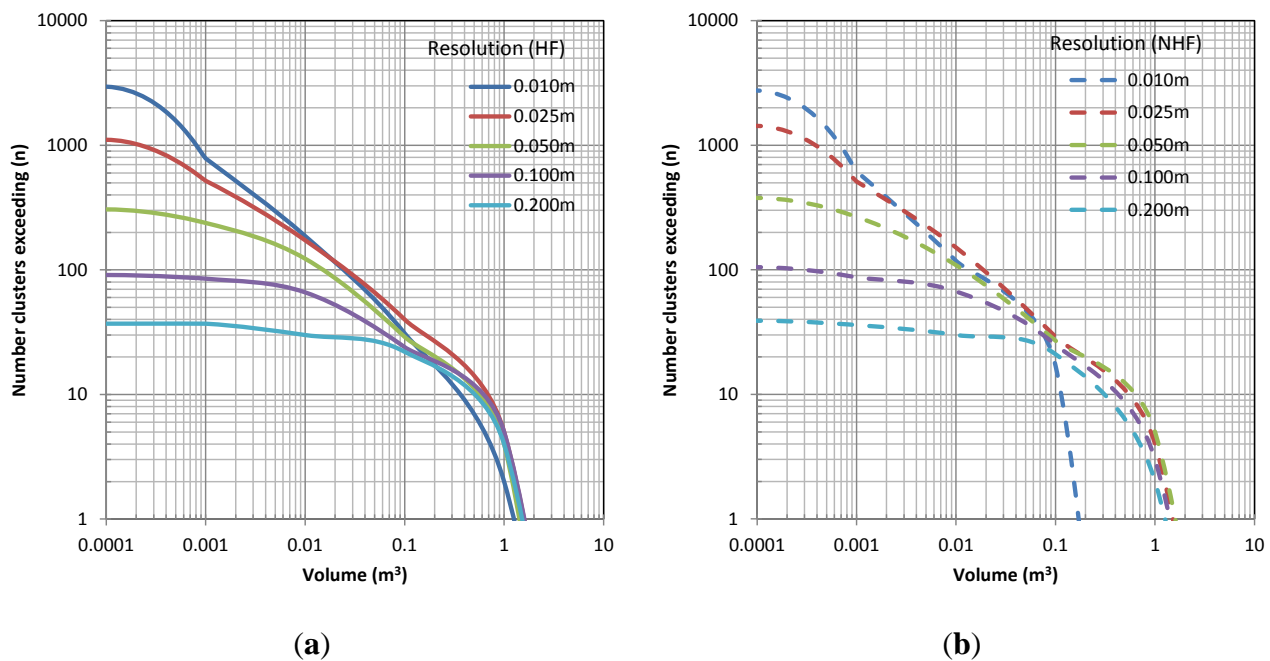 10000
1000
100
10
1
0.0001
0.001
0.01
0.1
1
10
Number clusters exceeding (n)
Volume (m³)
Resolution (HF)
0.010m
0.025m
0.050m
0.100m
0.200m
(a)
10000
1000
100
10
1
0.0001
0.001
0.01
0.1
1
10
Number clusters exceeding (n)
Volume (m³)
Resolution (NHF)
0.010m
0.025m
0.050m
0.100m
0.200m
(b)